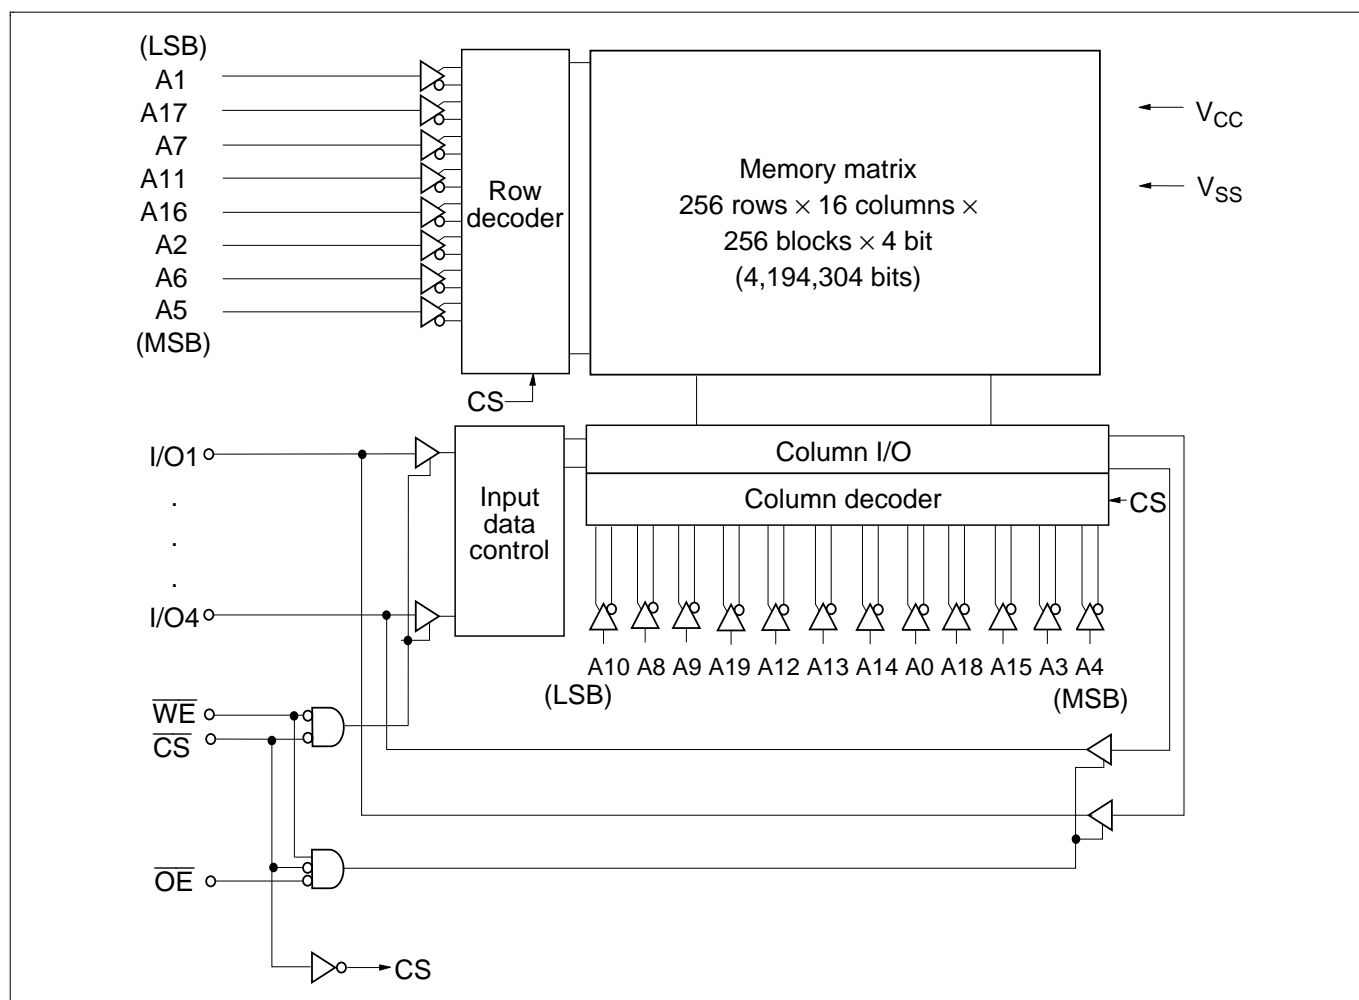 (LSB)
A1
A17
A7
A11
A16
A2
A6
A5
(MSB)
Row
decoder
CS
Memory matrix
256 rows × 16 columns ×
256 blocks × 4 bit
(4,194,304 bits)
VCC
VSS
I/O1
.
.
.
I/O4
Input
data
control
Column I/O
Column decoder
CS
A10 A8 A9 A19 A12 A13 A14 A0 A18 A15 A3 A4
(LSB) (MSB)
WE
CS
OE
CS